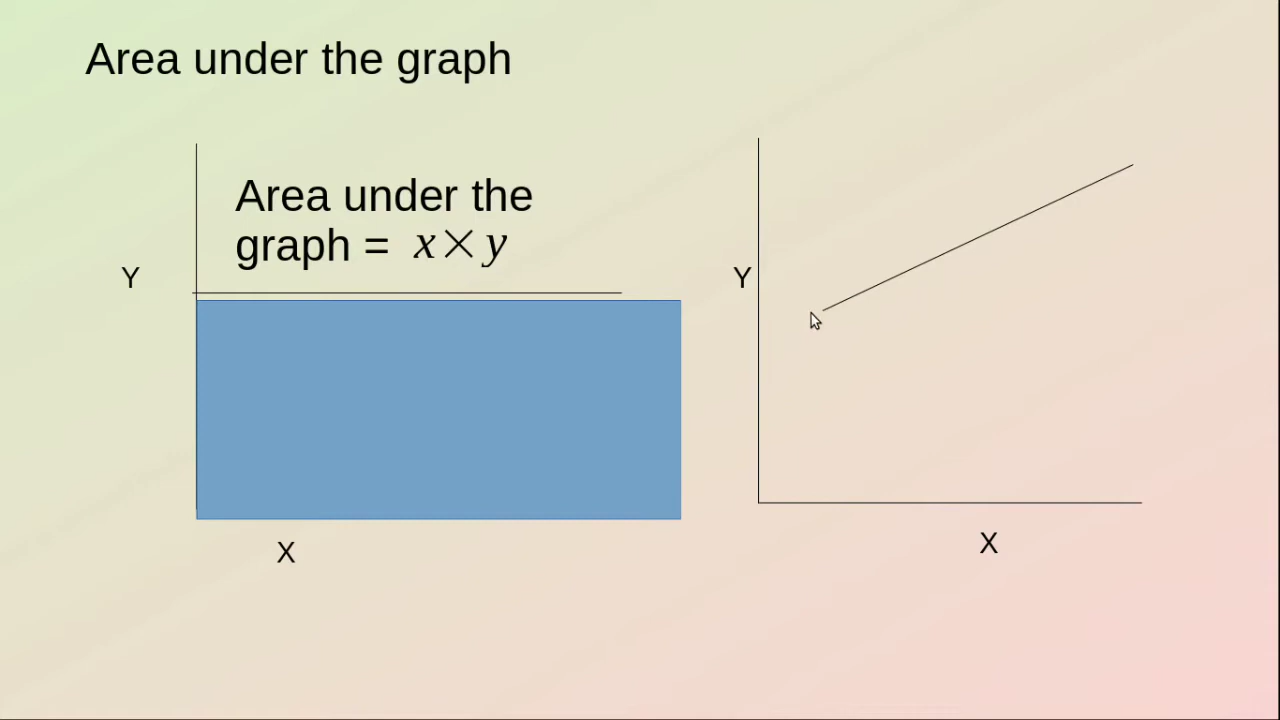 Area under the graph
Area under the
graph = x×y
Y
Y
X
X